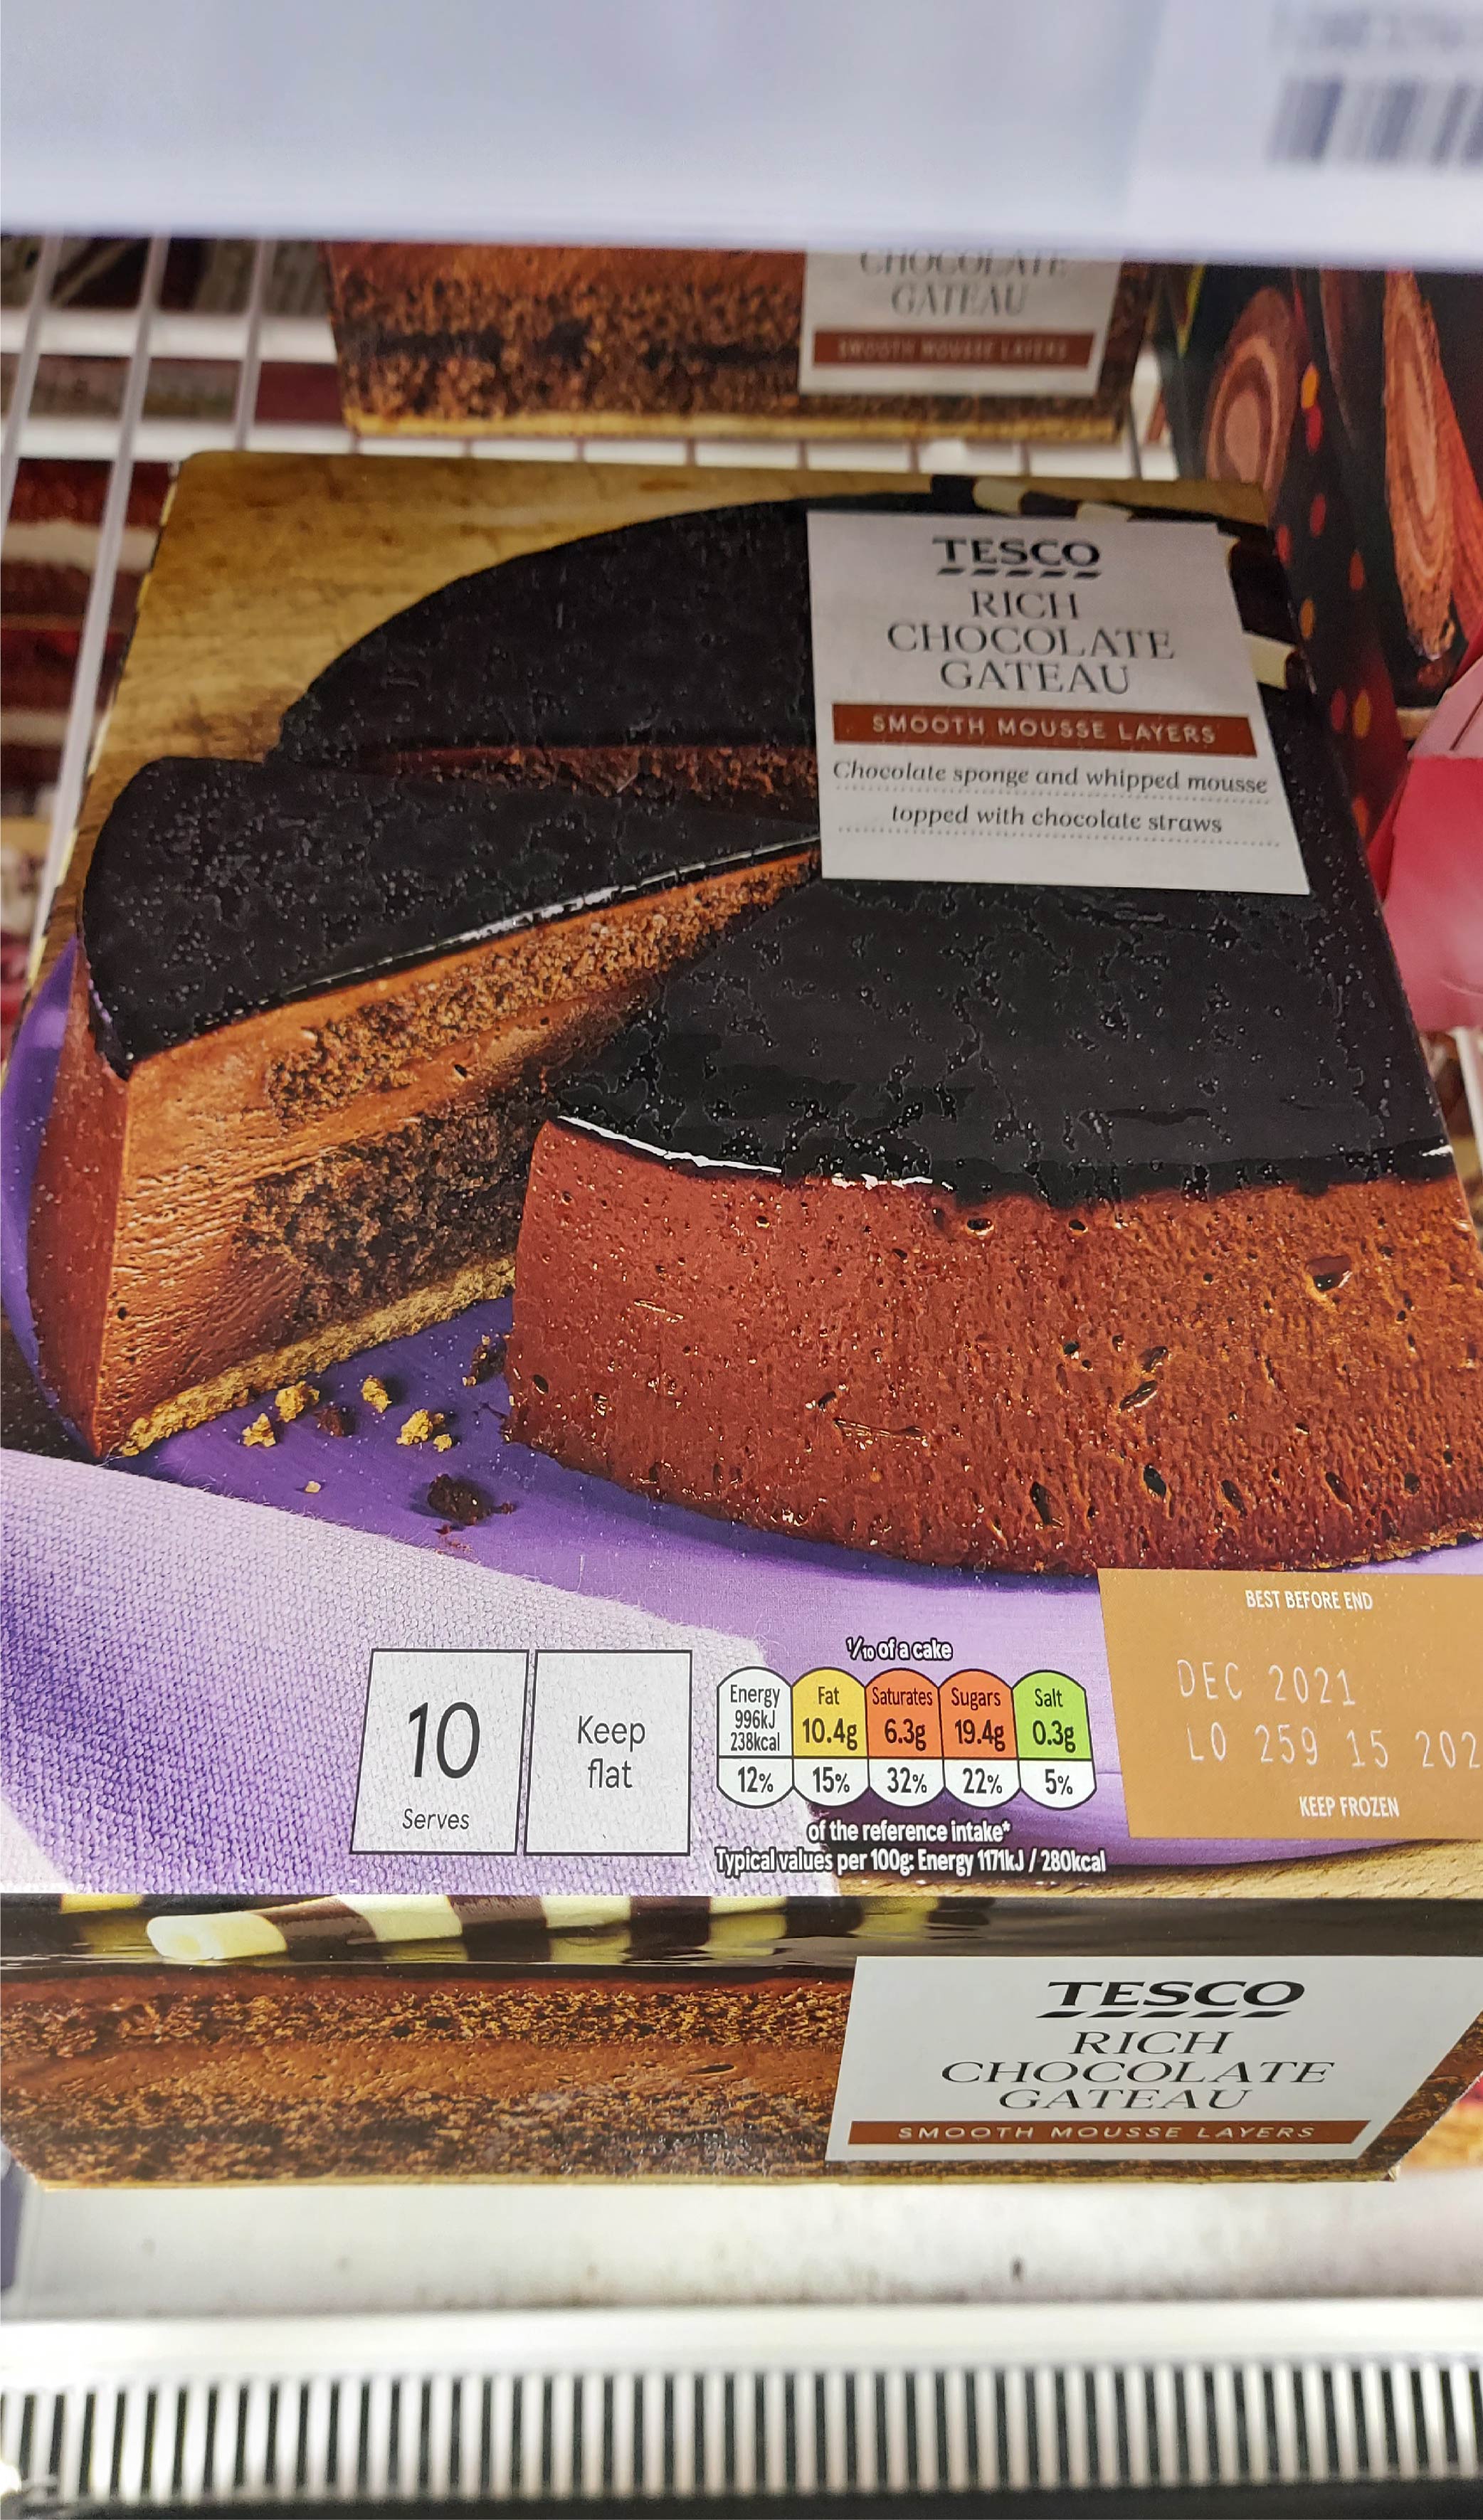 CHOCOLATE
GATEAU
SMOOTH MOUSSE LAYERS
TESCO
RICH
CHOCOLATE
GATEAU
SMOOTH MOUSSE LAYERS
Chocolate sponge and whipped mousse
topped with chocolate straws
BEST BEFORE END
DEC 2021
LO 259 15 202
KEEP FROZEN
10
Serves
Keep
flat
1/10 of a cake
Energy Fat Saturates Sugars Salt
996kJ
238kcal 10.4g 6.3g 19.4g 0.3g
12% 15% 32% 22% 5%
of the reference intake*
Typical values per 100g: Energy 1171kJ / 280kcal
TESCO
RICH
CHOCOLATE
GATEAU
SMOOTH MOUSSE LAYERS